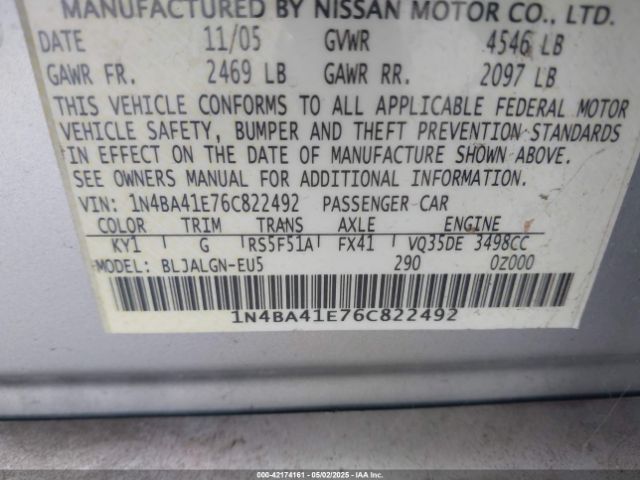 MANUFACTURED BY NISSAN MOTOR CO., LTD.
DATE 11/05 GVWR 4546 LB
GAWR FR. 2469 LB GAWR RR. 2097 LB
THIS VEHICLE CONFORMS TO ALL APPLICABLE FEDERAL MOTOR
VEHICLE SAFETY, BUMPER AND THEFT PREVENTION STANDARDS
IN EFFECT ON THE DATE OF MANUFACTURE SHOWN ABOVE.
SEE OWNERS MANUAL FOR ADDITIONAL INFORMATION.
VIN: 1N4BA41E76C822492 PASSENGER CAR
COLOR TRIM TRANS AXLE ENGINE
KY1 G RS5F51A FX41 VQ35DE 3498CC
MODEL: BLJALGN-EU5 290 0Z000
1N4BA41E76C822492
000-42174161 - 05/02/2025 - IAAI.com